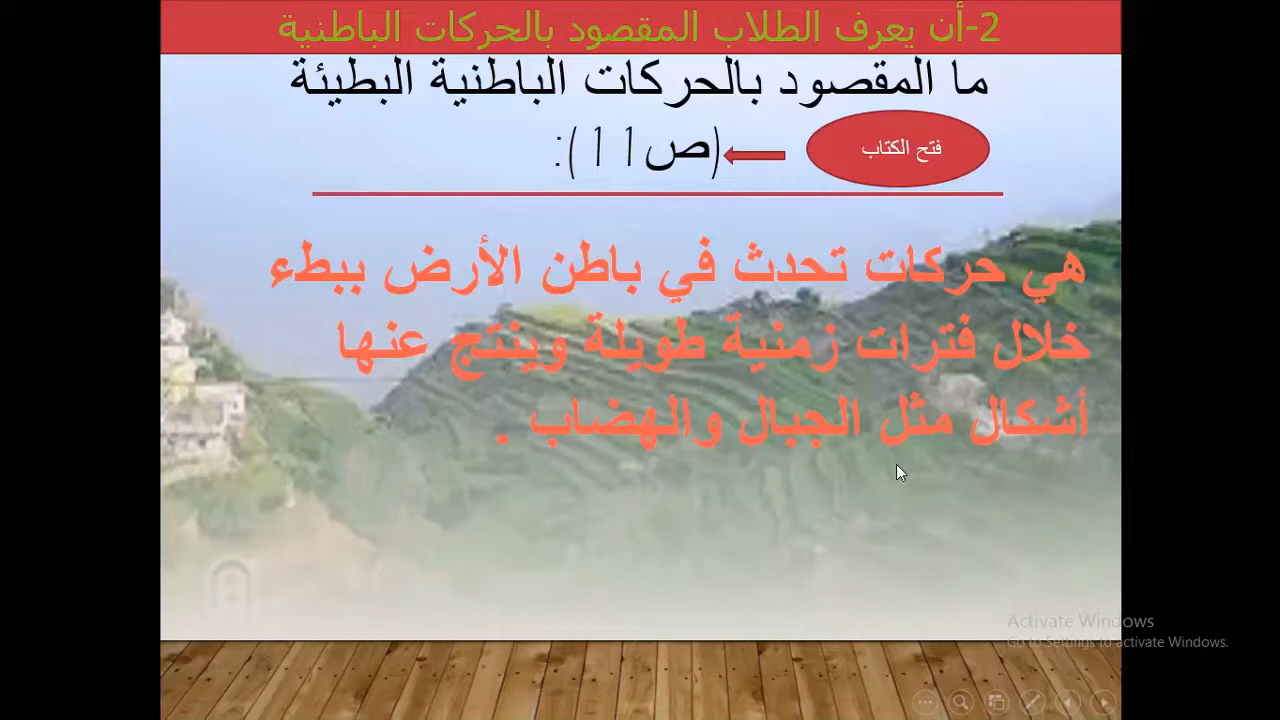 2-أن يعرف الطلاب المقصود بالحركات الباطنية
ما المقصود بالحركات الباطنية البطيئة
فتح الكتاب
(ص11):
هي حركات تحدث في باطن الأرض ببطء
خلال فترات زمنية طويلة وينتج عنها
أشكال مثل الجبال والهضاب .
Activate Windows
Go to Settings to activate Windows.